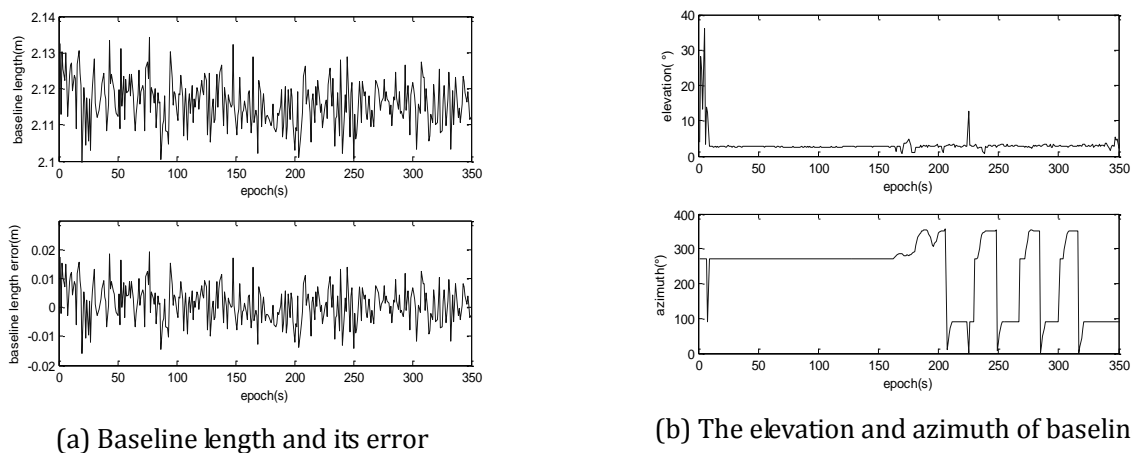 2.14
2.13
2.12
2.11
2.1
baseline length(m)
0 50 100 150 200 250 300 350
epoch(s)
0.02
0.01
0
-0.01
-0.02
baseline length error(m)
0 50 100 150 200 250 300 350
epoch(s)
(a) Baseline length and its error
40
30
20
10
0
elevation( °)
0 50 100 150 200 250 300 350
epoch(s)
400
300
200
100
0
azimuth(°)
0 50 100 150 200 250 300 350
epoch(s)
(b) The elevation and azimuth of baselin